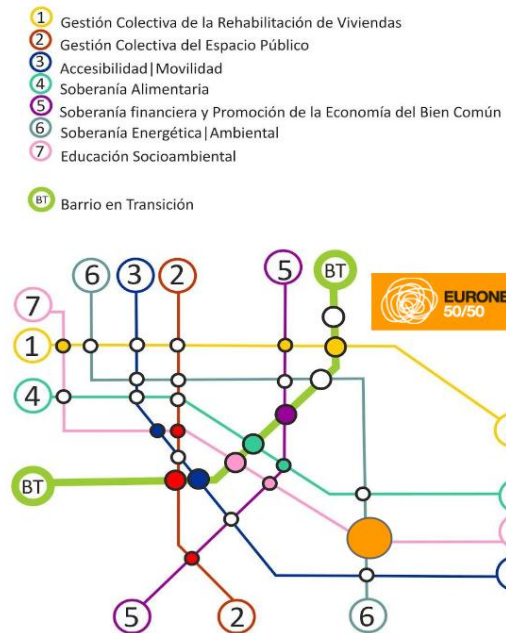 1 Gestión Colectiva de la Rehabilitación de Viviendas
2 Gestión Colectiva del Espacio Público
3 Accesibilidad|Movilidad
4 Soberanía Alimentaria
5 Soberanía financiera y Promoción de la Economía del Bien Común
6 Soberanía Energética|Ambiental
7 Educación Socioambiental
BT Barrio en Transición
6 3 2 5 BT
7
EURONE
50/50
1
4
BT
5 2 6